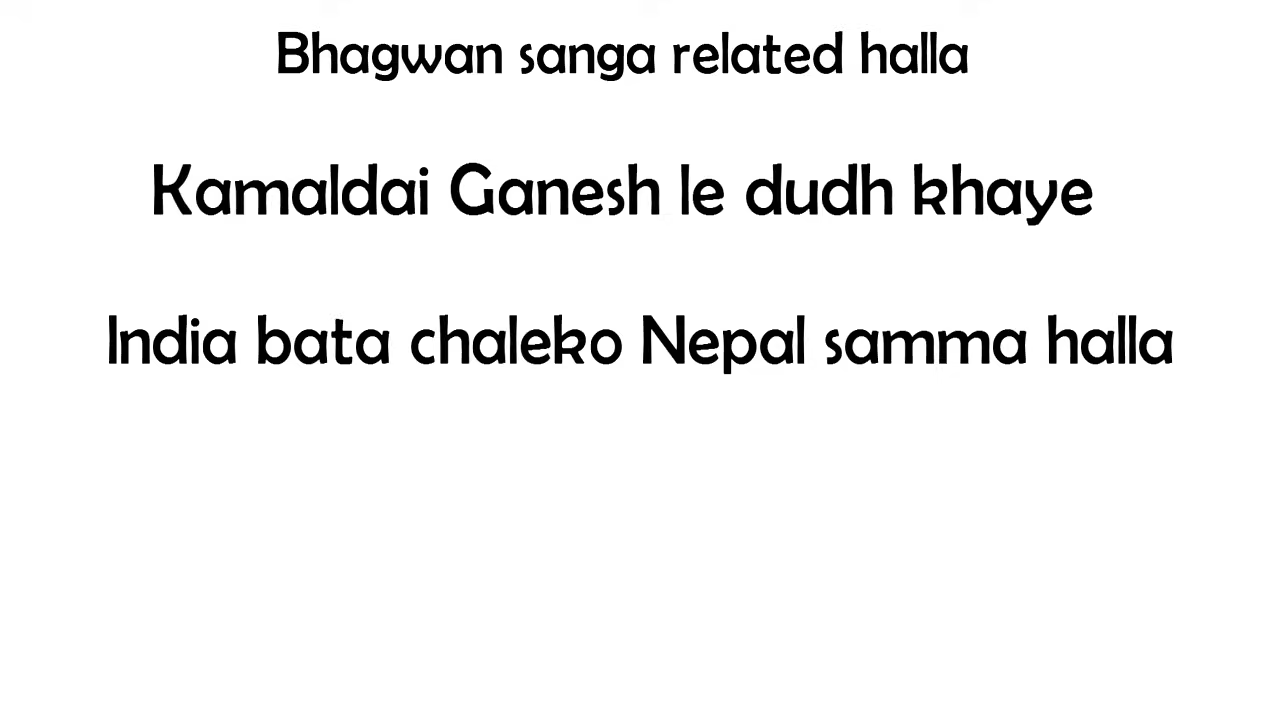 Bhagwan sanga related halla
Kamaldai Ganesh le dudh khaye
India bata chaleko Nepal samma halla